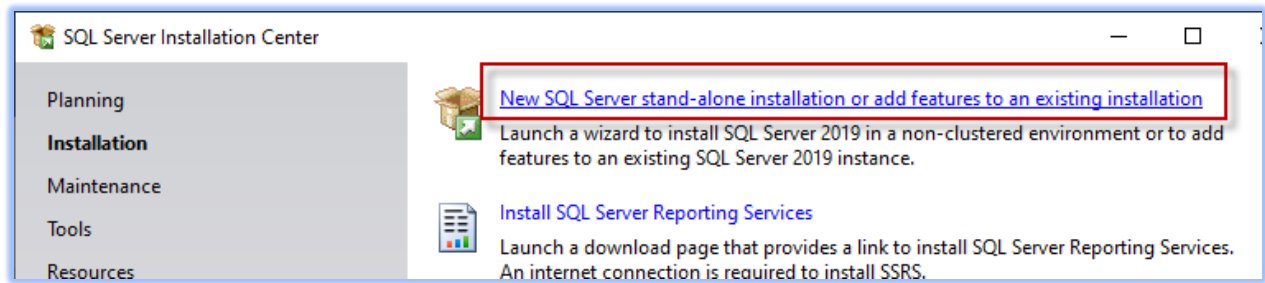 SQL Server Installation Center
Planning
Installation
Maintenance
Tools
Resources
New SQL Server stand-alone installation or add features to an existing installation
Launch a wizard to install SQL Server 2019 in a non-clustered environment or to add
features to an existing SQL Server 2019 instance.
Install SQL Server Reporting Services
Launch a download page that provides a link to install SQL Server Reporting Services.
An internet connection is required to install SSRS.